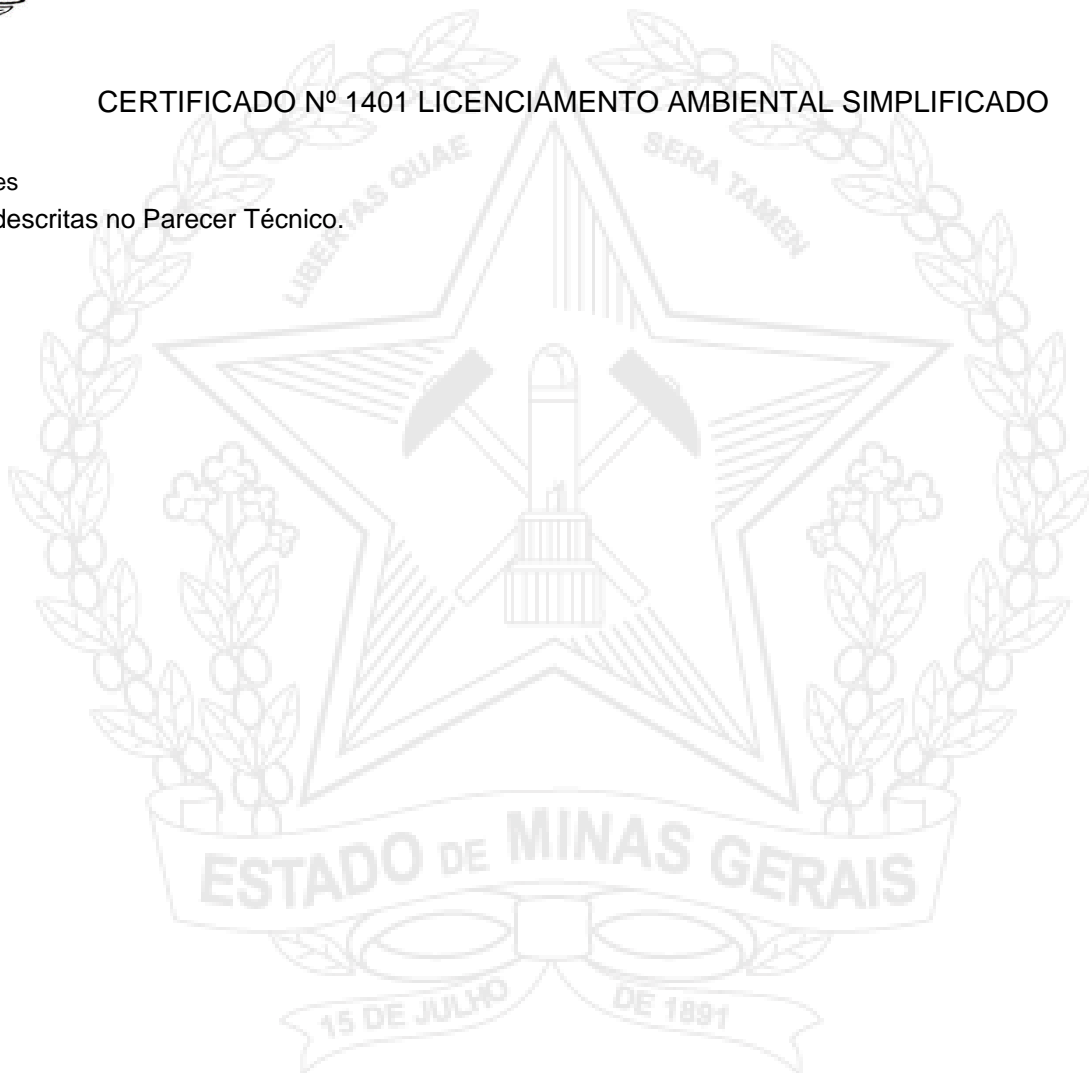 CERTIFICADO Nº 1401 LICENCIAMENTO AMBIENTAL SIMPLIFICADO
es
descritas no Parecer Técnico.
LIBERTAS QUAE SERA TAMEN
ESTADO DE MINAS GERAIS
15 DE JULHO DE 1891